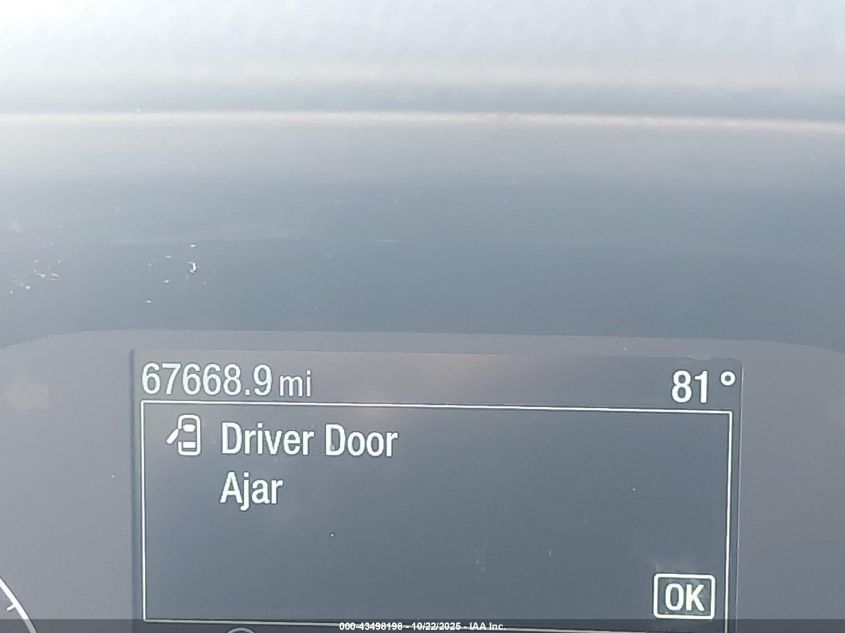 67668.9 mi 81°
Driver Door
Ajar
OK
000-43498198 - 10/22/2025 - IAA Inc.